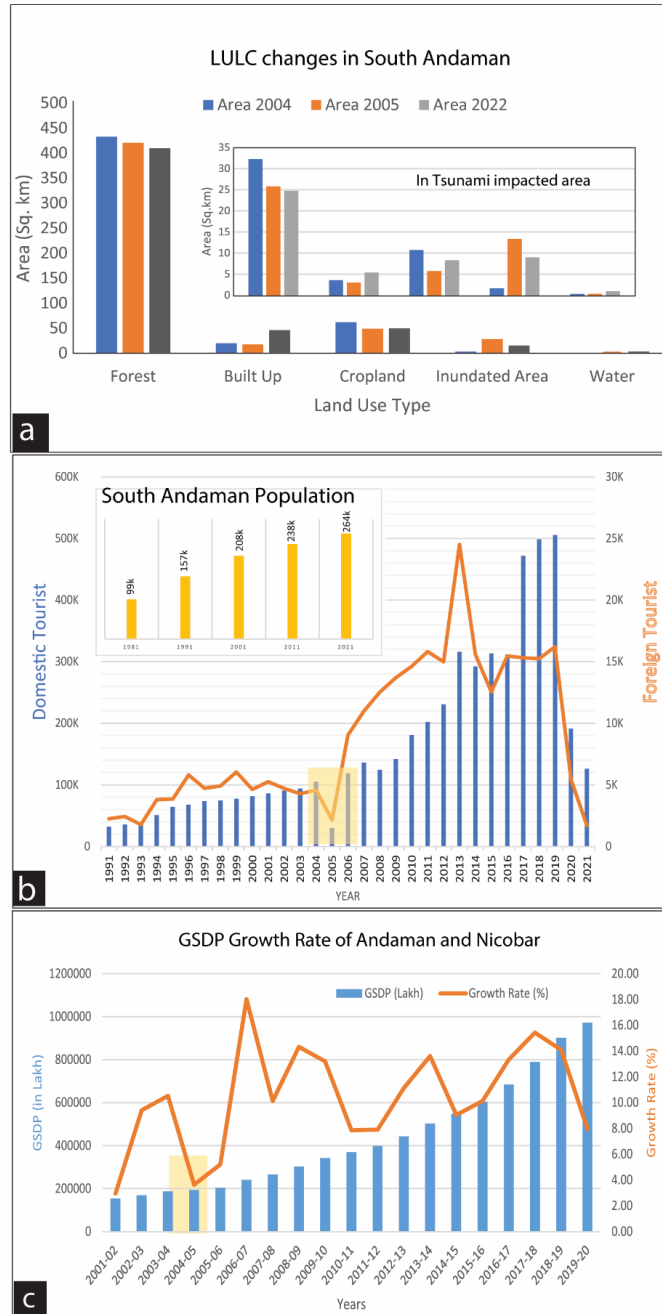 LULC changes in South Andaman
Area 2004 Area 2005 Area 2022
500
450
400
350
300
250
200
150
100
50
0
Area (Sq. km)
In Tsunami impacted area
35
30
25
20
15
10
5
0
Area (Sq.km)
Forest Built Up Cropland Inundated Area Water
Land Use Type
a
600K
500K
400K
300K
200K
100K
0
Domestic Tourist
South Andaman Population
99k 157k 208k 238k 264k
1981 1991 2001 2011 2021
30K
25K
20K
15K
10K
5K
0
Foreign Tourist
1991 1992 1993 1994 1995 1996 1997 1998 1999 2000 2001 2002 2003 2004 2005 2006 2007 2008 2009 2010 2011 2012 2013 2014 2015 2016 2017 2018 2019 2020 2021
YEAR
b
GSDP Growth Rate of Andaman and Nicobar
GSDP (Lakh) Growth Rate (%)
1200000
1000000
800000
600000
400000
200000
0
GSDP (in Lakh)
20.00
18.00
16.00
14.00
12.00
10.00
8.00
6.00
4.00
2.00
0.00
Growth Rate (%)
2001-02 2002-03 2003-04 2004-05 2005-06 2006-07 2007-08 2008-09 2009-10 2010-11 2011-12 2012-13 2013-14 2014-15 2015-16 2016-17 2017-18 2018-19 2019-20
Years
c